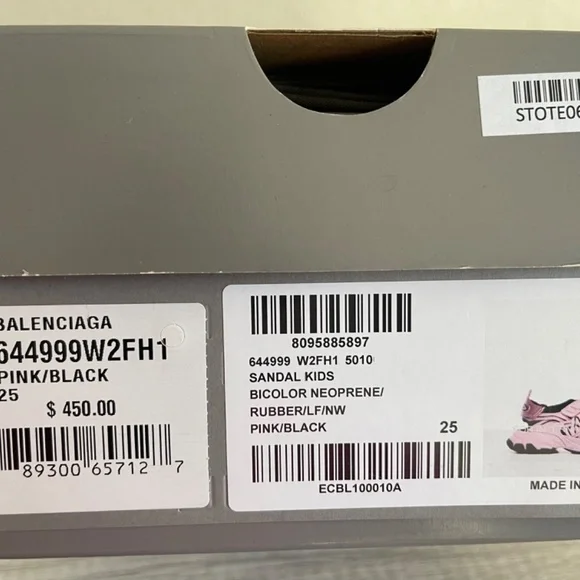 STOTE06
BALENCIAGA
644999W2FH1
PINK/BLACK
25
$ 450.00
89300 65712 7
8095885897
644999 W2FH1 5010
SANDAL KIDS
BICOLOR NEOPRENE/
RUBBER/LF/NW
PINK/BLACK 25
ECBL100010A
MADE IN